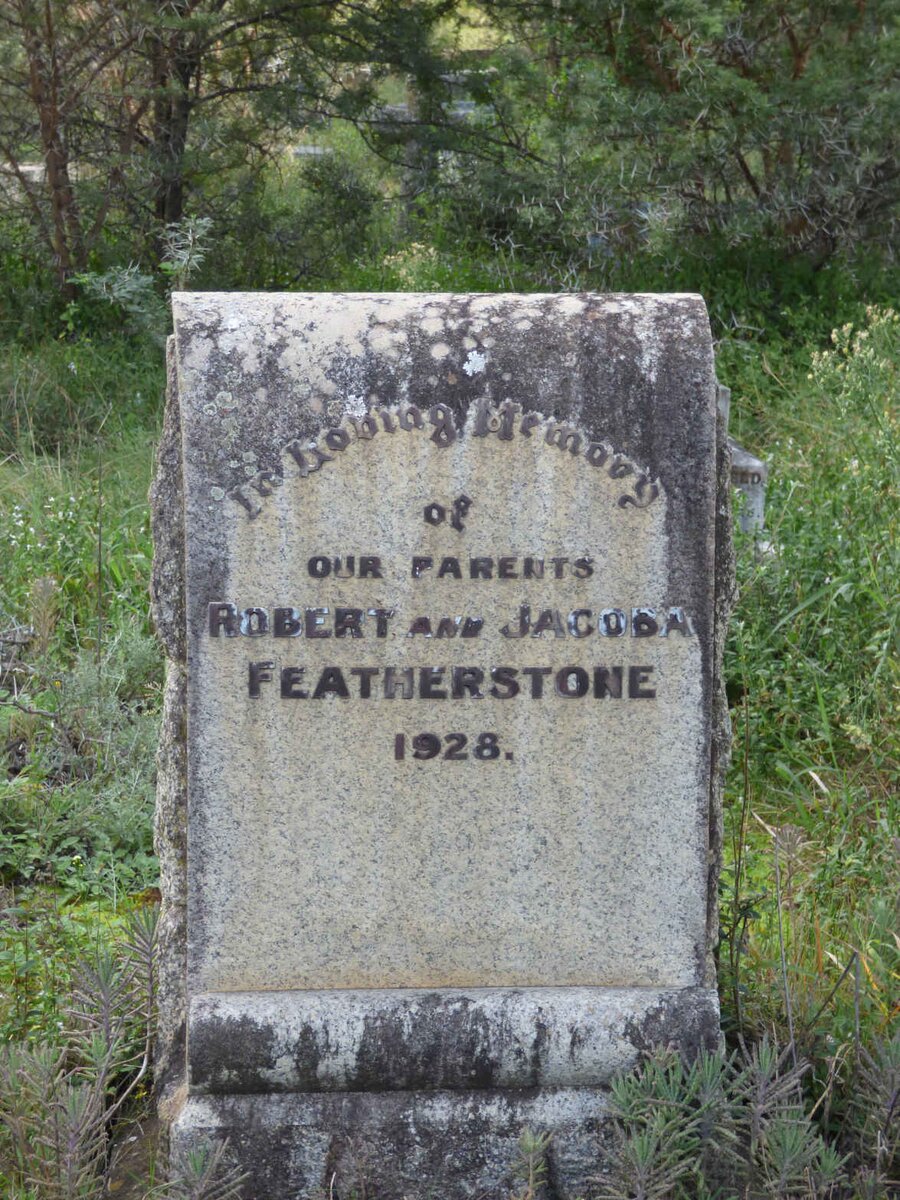 In Loving Memory
of
OUR PARENTS
ROBERT AND JACOBA
FEATHERSTONE
1928.